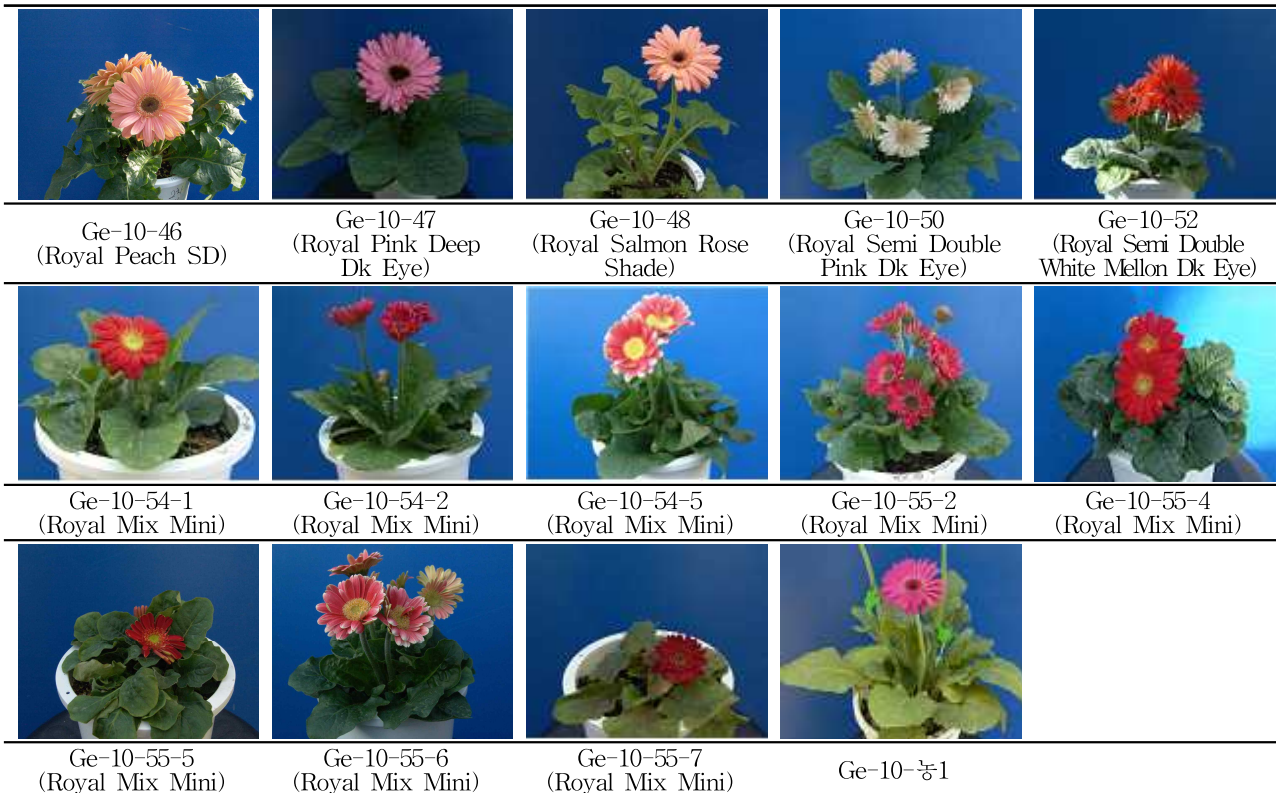 Ge-10-46
(Royal Peach SD)
Ge-10-47
(Royal Pink Deep
Dk Eye)
Ge-10-48
(Royal Salmon Rose
Shade)
Ge-10-50
(Royal Semi Double
Pink Dk Eye)
Ge-10-52
(Royal Semi Double
White Mellon Dk Eye)
Ge-10-54-1
(Royal Mix Mini)
Ge-10-54-2
(Royal Mix Mini)
Ge-10-54-5
(Royal Mix Mini)
Ge-10-55-2
(Royal Mix Mini)
Ge-10-55-4
(Royal Mix Mini)
Ge-10-55-5
(Royal Mix Mini)
Ge-10-55-6
(Royal Mix Mini)
Ge-10-55-7
(Royal Mix Mini)
Ge-10-농1